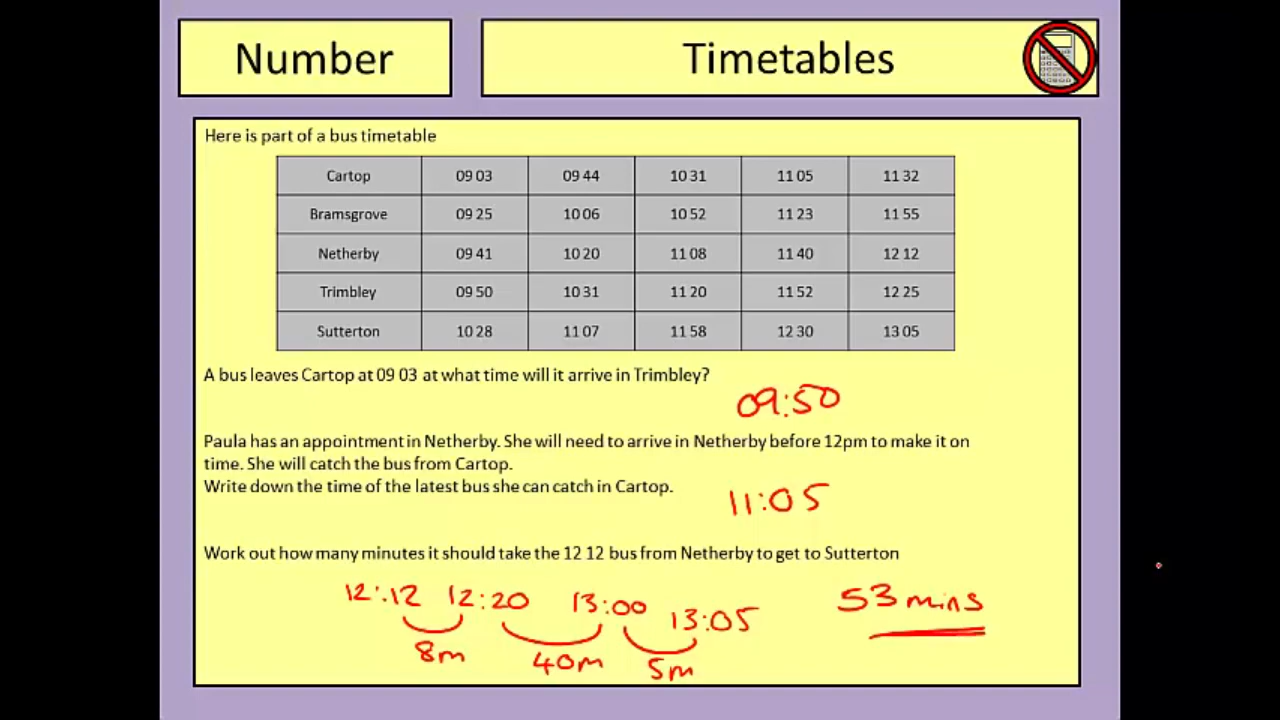 Number
Timetables
Here is part of a bus timetable
Cartop 09 03 09 44 10 31 11 05 11 32
Bramsgrove 09 25 10 06 10 52 11 23 11 55
Netherby 09 41 10 20 11 08 11 40 12 12
Trimbley 09 50 10 31 11 20 11 52 12 25
Sutterton 10 28 11 07 11 58 12 30 13 05
A bus leaves Cartop at 09 03 at what time will it arrive in Trimbley?
09:50
Paula has an appointment in Netherby. She will need to arrive in Netherby before 12pm to make it on
time. She will catch the bus from Cartop.
Write down the time of the latest bus she can catch in Cartop.
11:05
Work out how many minutes it should take the 12 12 bus from Netherby to get to Sutterton
12:12 12:20 13:00 13:05 53 mins
8m 40m 5m